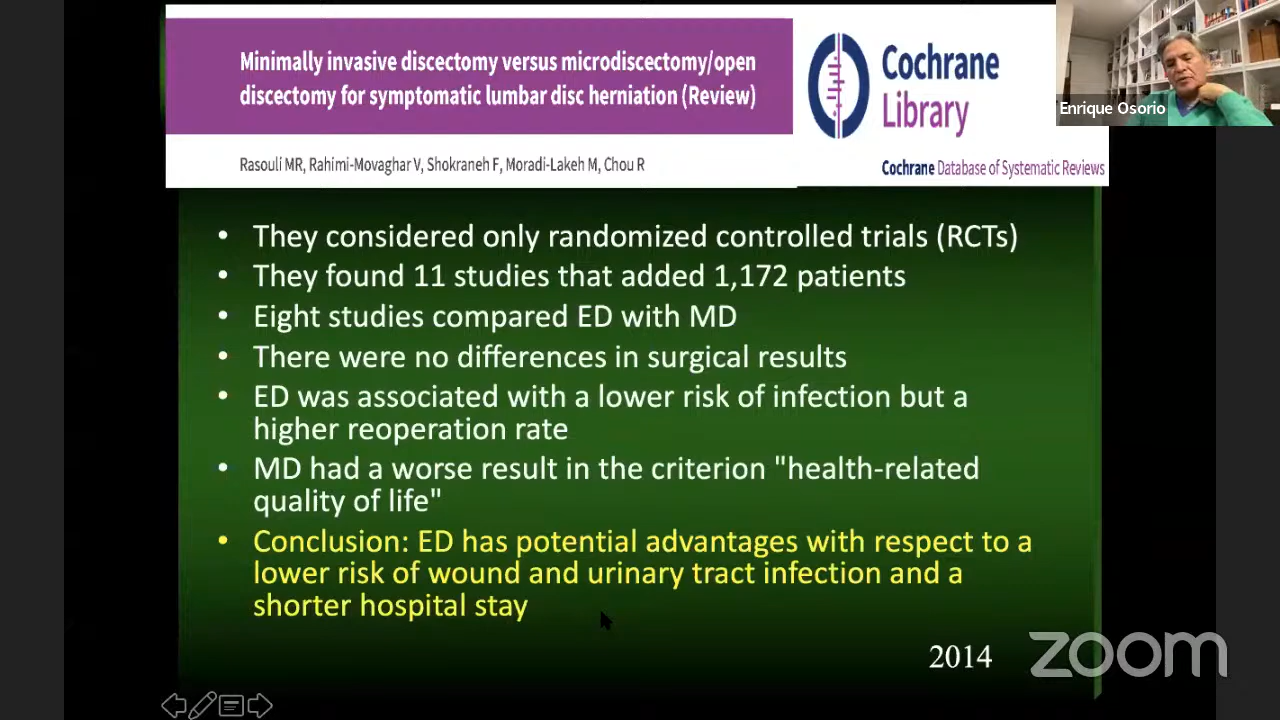 Minimally invasive discectomy versus microdiscectomy/open
discectomy for symptomatic lumbar disc herniation (Review)
Cochrane
Library
Enrique Osorio
Rasouli MR, Rahimi-Movaghar V, Shokraneh F, Moradi-Lakeh M, Chou R
Cochrane Database of Systematic Reviews
• They considered only randomized controlled trials (RCTs)
• They found 11 studies that added 1,172 patients
• Eight studies compared ED with MD
• There were no differences in surgical results
• ED was associated with a lower risk of infection but a
higher reoperation rate
• MD had a worse result in the criterion "health-related
quality of life"
• Conclusion: ED has potential advantages with respect to a
lower risk of wound and urinary tract infection and a
shorter hospital stay
2014
zoom